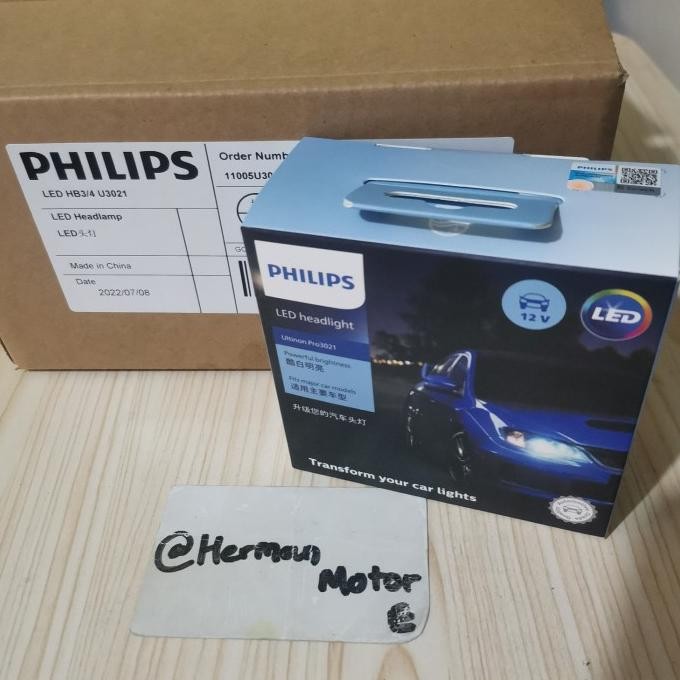 PHILIPS
LED HB3/4 U3021
LED Headlamp
LED头灯
Made in China
Date
2022/07/08
Order Numb
11005U30
PHILIPS
PHILIPS
LED headlight
Ultinon Pro3021
Powerful brightness
酷白明亮
Fits major car models
适用主要车型
升级您的汽车头灯
12 V
LED
Transform your car lights
@Herman
Motor